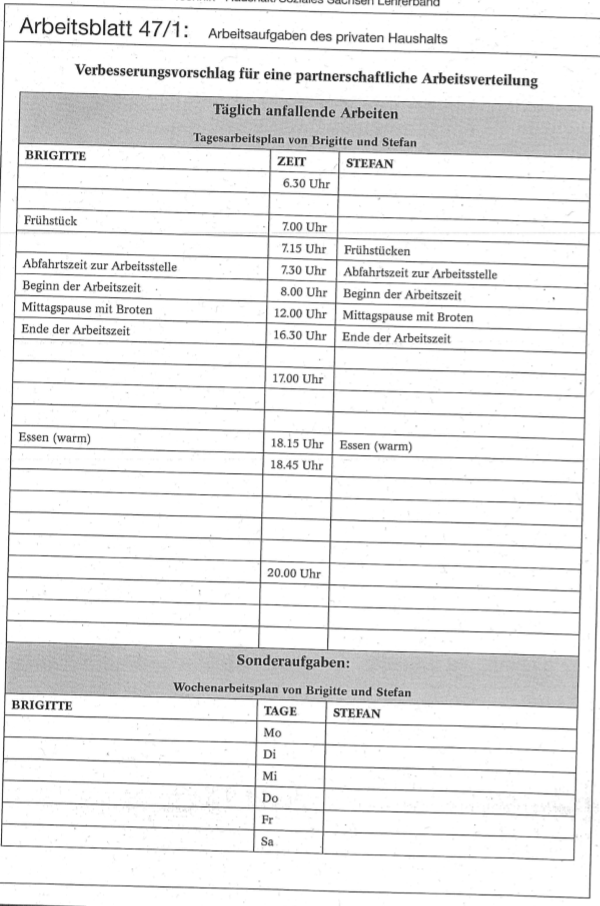 Haushalt/Soziales Sachsen Lehrerband
Arbeitsblatt 47/1: Arbeitsaufgaben des privaten Haushalts
Verbesserungsvorschlag für eine partnerschaftliche Arbeitsverteilung
Täglich anfallende Arbeiten
Tagesarbeitsplan von Brigitte und Stefan
BRIGITTE ZEIT STEFAN
6.30 Uhr
Frühstück 7.00 Uhr
7.15 Uhr Frühstücken
Abfahrtszeit zur Arbeitsstelle 7.30 Uhr Abfahrtszeit zur Arbeitsstelle
Beginn der Arbeitszeit 8.00 Uhr Beginn der Arbeitszeit
Mittagspause mit Broten 12.00 Uhr Mittagspause mit Broten
Ende der Arbeitszeit 16.30 Uhr Ende der Arbeitszeit
17.00 Uhr
Essen (warm) 18.15 Uhr Essen (warm)
18.45 Uhr
20.00 Uhr
Sonderaufgaben:
Wochenarbeitsplan von Brigitte und Stefan
BRIGITTE TAGE STEFAN
Mo
Di
Mi
Do
Fr
Sa